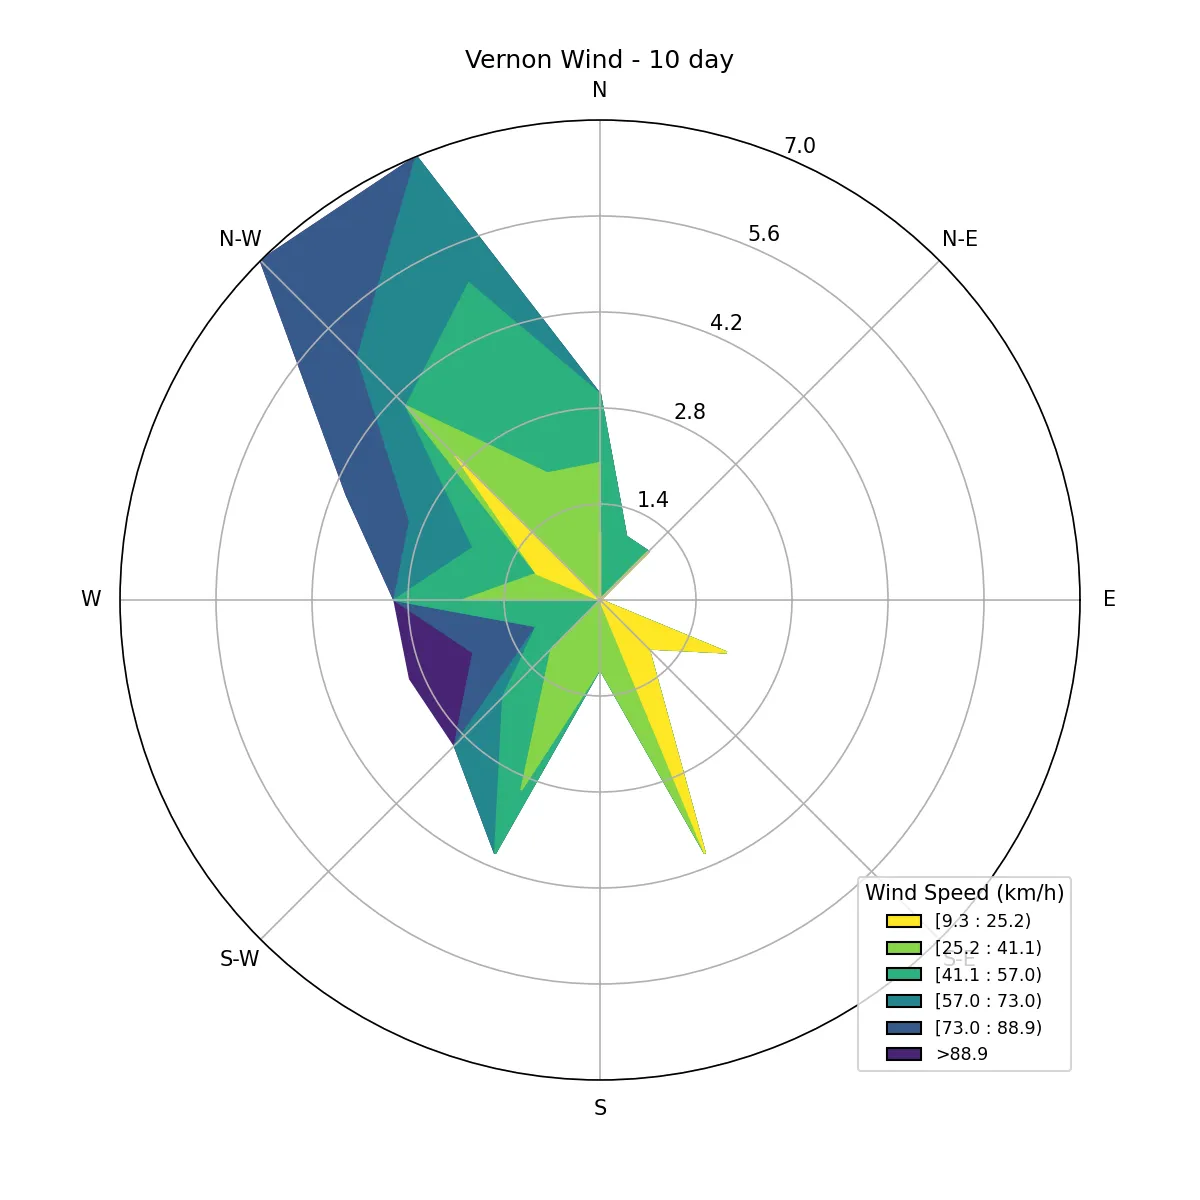 Vernon Wind - 10 day
N
7.0
N-W
5.6
N-E
4.2
2.8
1.4
W
E
Wind Speed (km/h)
[9.3 : 25.2)
[25.2 : 41.1)
S-W
S-E
[41.1 : 57.0)
[57.0 : 73.0)
[73.0 : 88.9)
>88.9
S